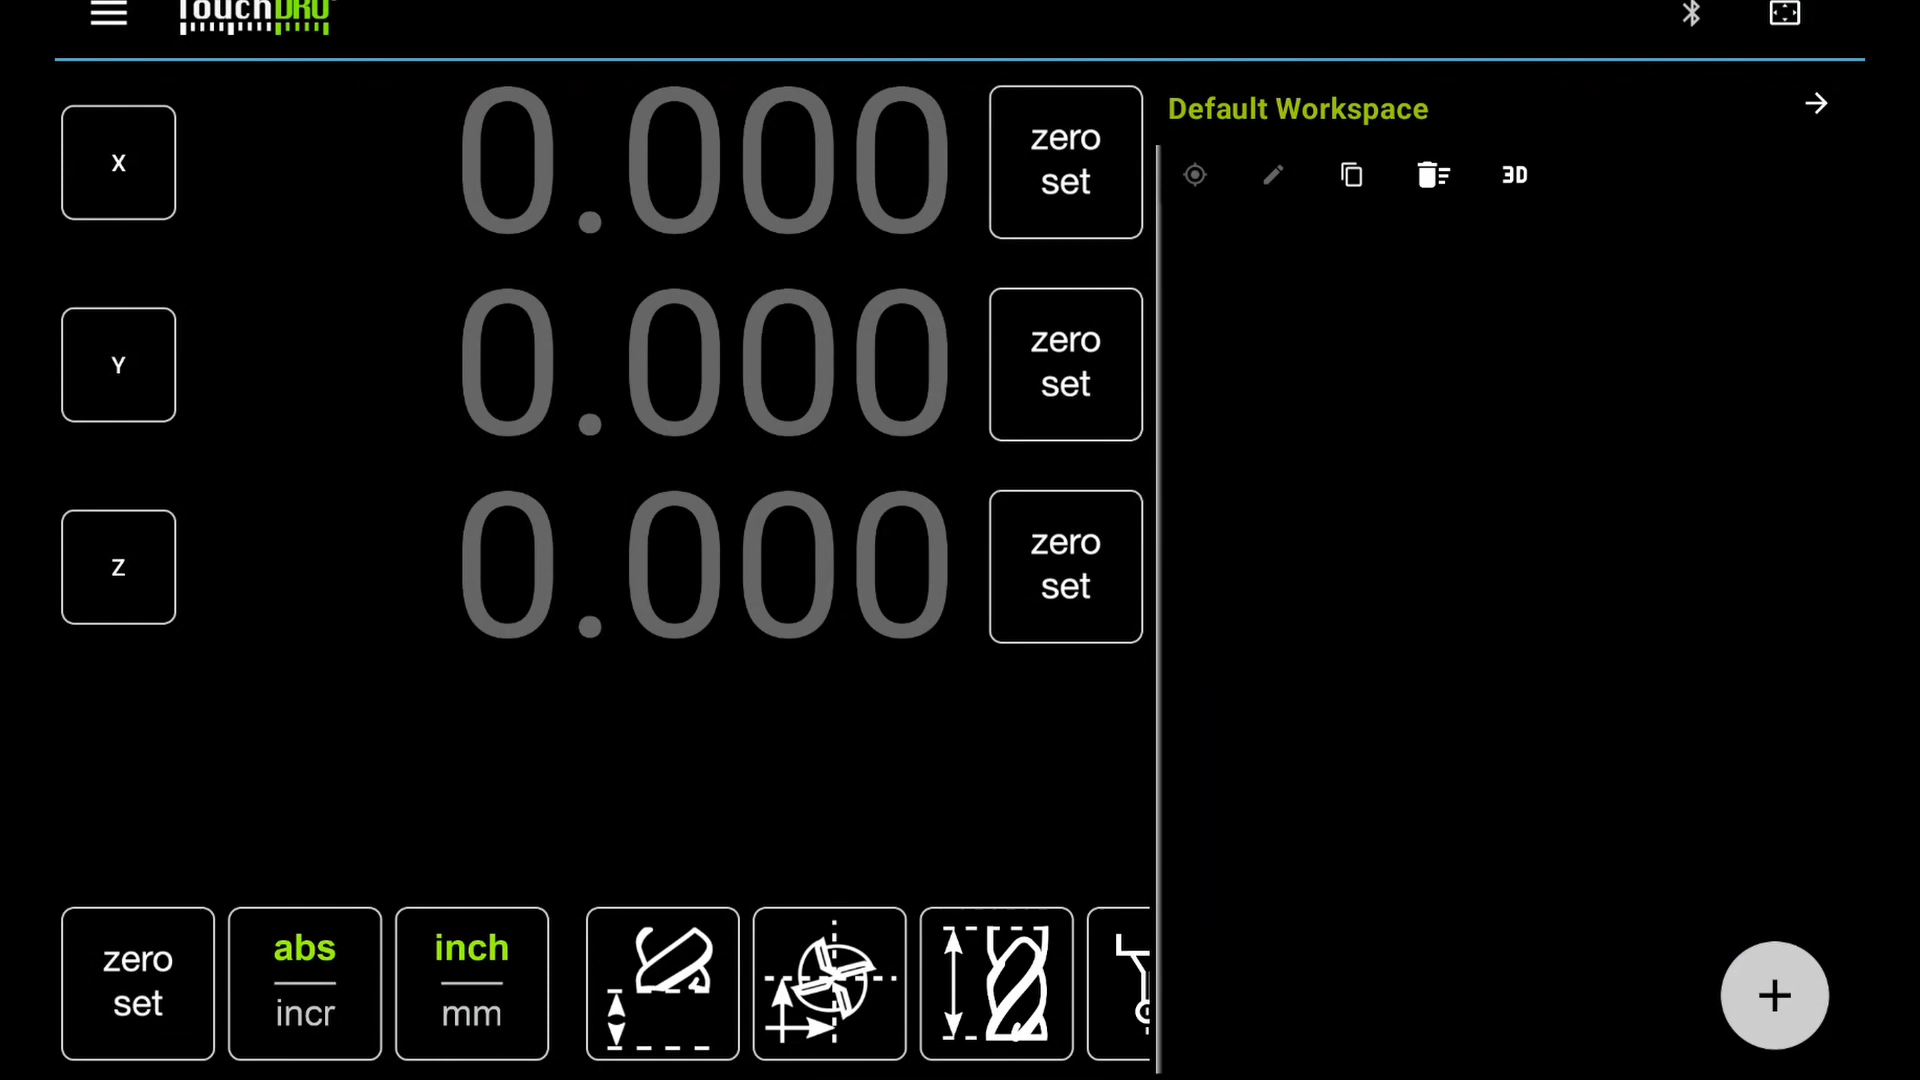 TouchDRO
X
0.000
zero
set
Default Workspace
3D
Y
0.000
zero
set
Z
0.000
zero
set
zero
set
abs
incr
inch
mm